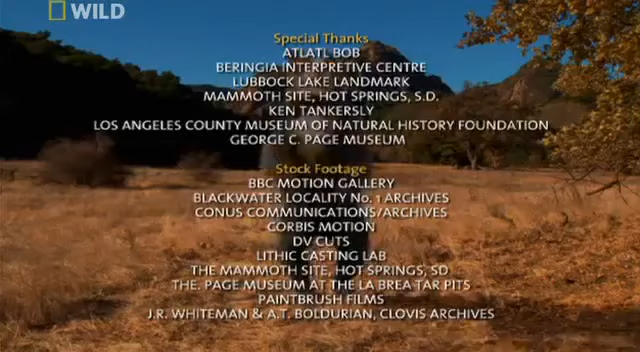 WILD
Special Thanks
ATLATL BOB
BERINGIA INTERPRETIVE CENTRE
LUBBOCK LAKE LANDMARK
MAMMOTH SITE, HOT SPRINGS, S.D.
KEN TANKERSLY
LOS ANGELES COUNTY MUSEUM OF NATURAL HISTORY FOUNDATION
GEORGE C. PAGE MUSEUM
Stock Footage
BBC MOTION GALLERY
BLACKWATER LOCALITY No. 1 ARCHIVES
CONUS COMMUNICATIONS/ARCHIVES
CORBIS MOTION
DV CUTS
LITHIC CASTING LAB
THE MAMMOTH SITE, HOT SPRINGS, SD
THE. PAGE MUSEUM AT THE LA BREA TAR PITS
PAINTBRUSH FILMS
J.R. WHITEMAN & A.T. BOLDURIAN, CLOVIS ARCHIVES